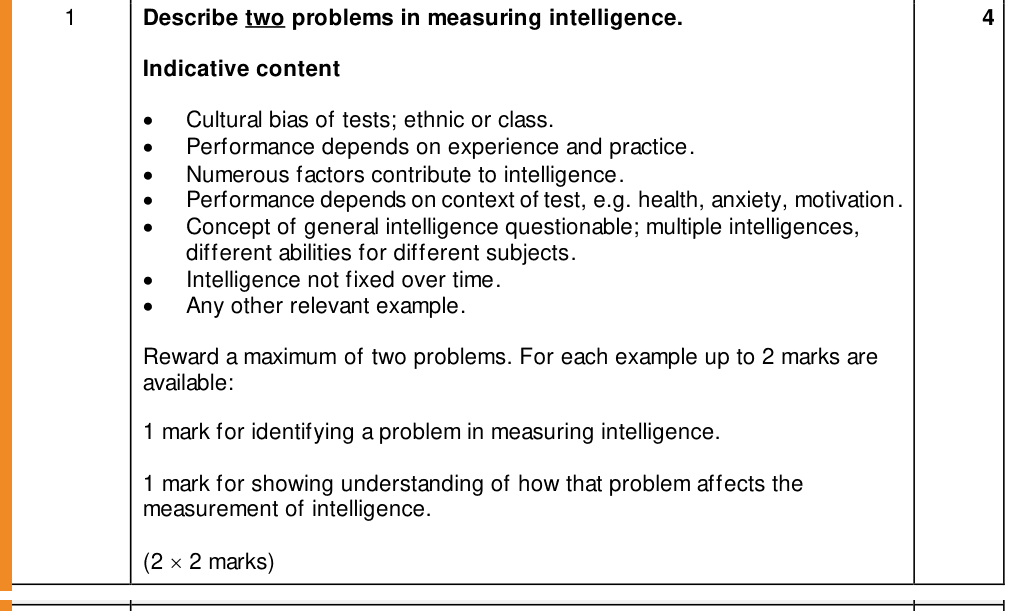 1 Describe two problems in measuring intelligence. 4
Indicative content
• Cultural bias of tests; ethnic or class.
• Performance depends on experience and practice.
• Numerous factors contribute to intelligence.
• Performance depends on context of test, e.g. health, anxiety, motivation.
• Concept of general intelligence questionable; multiple intelligences,
different abilities for different subjects.
• Intelligence not fixed over time.
• Any other relevant example.
Reward a maximum of two problems. For each example up to 2 marks are
available:
1 mark for identifying a problem in measuring intelligence.
1 mark for showing understanding of how that problem affects the
measurement of intelligence.
(2 × 2 marks)